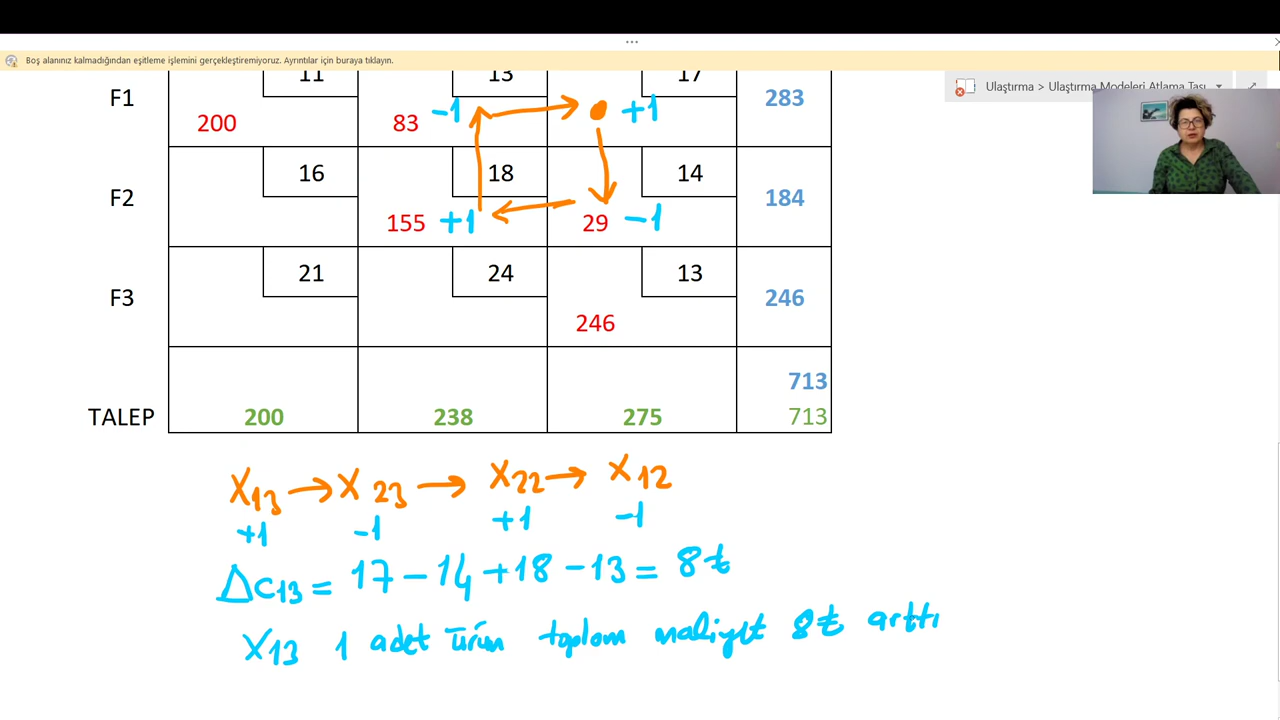 Boş alanınız kalmadığından eşitleme işlemini gerçekleştiremiyoruz. Ayrıntılar için buraya tıklayın.
Ulaştırma > Ulaştırma Modeleri Atlama Taşı
11 13 17
F1 200 83 -1 +1 283
16 18 14
F2 155 +1 29 -1 184
21 24 13
F3 246 246
713
TALEP 200 238 275 713
X13 → X23 → X22 → X12
+1 -1 +1 -1
ΔC13 = 17 - 14 + 18 - 13 = 8₺
X13 1 adet ürün toplam maliyet 8₺ arttı